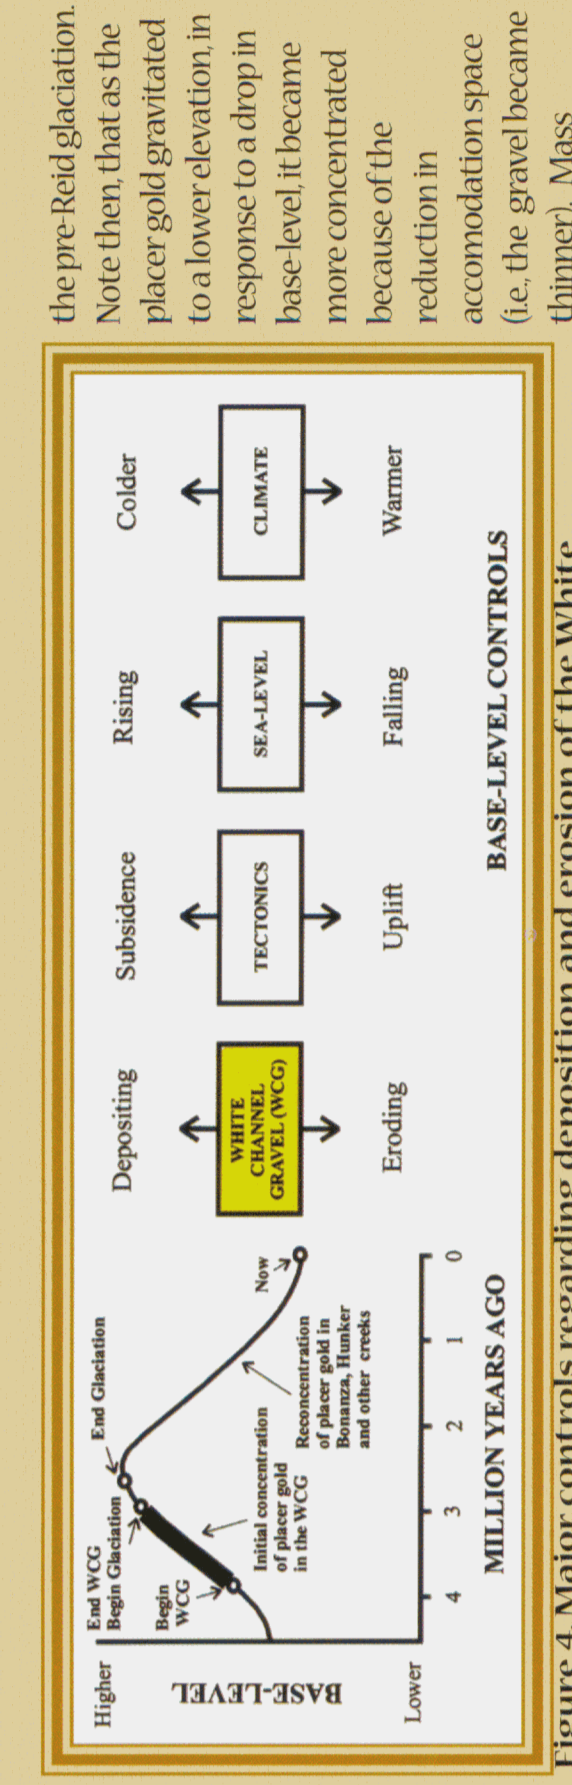 the pre-Reid glaciation.
Note then, that as the
placer gold gravitated
to a lower elevation, in
response to a drop in
base-level, it became
more concentrated
because of the
reduction in
accomodation space
(i.e., the gravel became
thinner). Mass
Higher
BASE-LEVEL
Lower
End WCG
Begin Glaciation
End Glaciation
Begin
WCG
Now
Initial concentration
of placer gold
in the WCG
Reconcentration
of placer gold in
Bonanza, Hunker
and other creeks
4 3 2 1 0
MILLION YEARS AGO
Depositing
WHITE
CHANNEL
GRAVEL (WCG)
Eroding
Subsidence
TECTONICS
Uplift
Rising
SEA-LEVEL
Falling
Colder
CLIMATE
Warmer
BASE-LEVEL CONTROLS
Figure 4. Major controls regarding deposition and erosion of the White